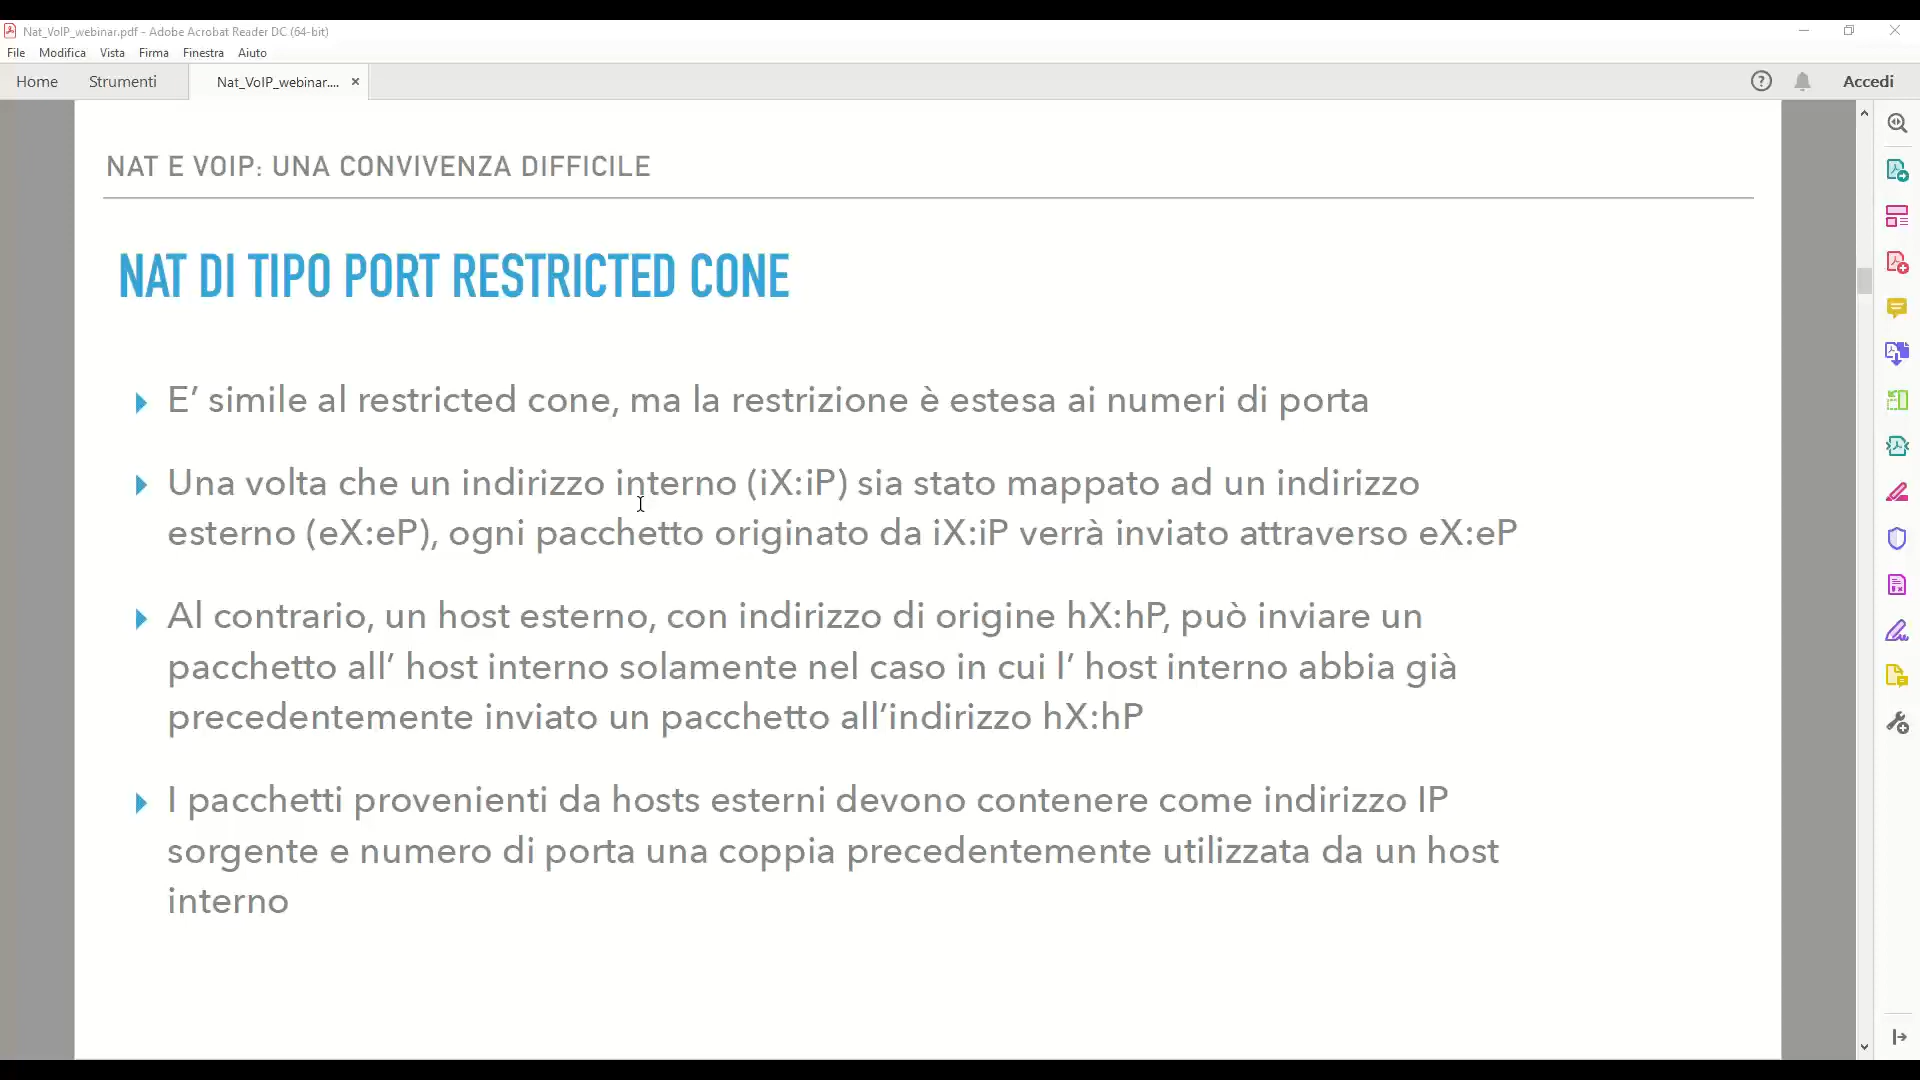 Nat_VoIP_webinar.pdf - Adobe Acrobat Reader DC (64-bit)
File Modifica Vista Firma Finestra Aiuto
Home Strumenti Nat_VoIP_webinar.... × Accedi
NAT E VOIP: UNA CONVIVENZA DIFFICILE
NAT DI TIPO PORT RESTRICTED CONE
E’ simile al restricted cone, ma la restrizione è estesa ai numeri di porta
Una volta che un indirizzo interno (iX:iP) sia stato mappato ad un indirizzo
esterno (eX:eP), ogni pacchetto originato da iX:iP verrà inviato attraverso eX:eP
Al contrario, un host esterno, con indirizzo di origine hX:hP, può inviare un
pacchetto all’ host interno solamente nel caso in cui l’ host interno abbia già
precedentemente inviato un pacchetto all’indirizzo hX:hP
I pacchetti provenienti da hosts esterni devono contenere come indirizzo IP
sorgente e numero di porta una coppia precedentemente utilizzata da un host
interno